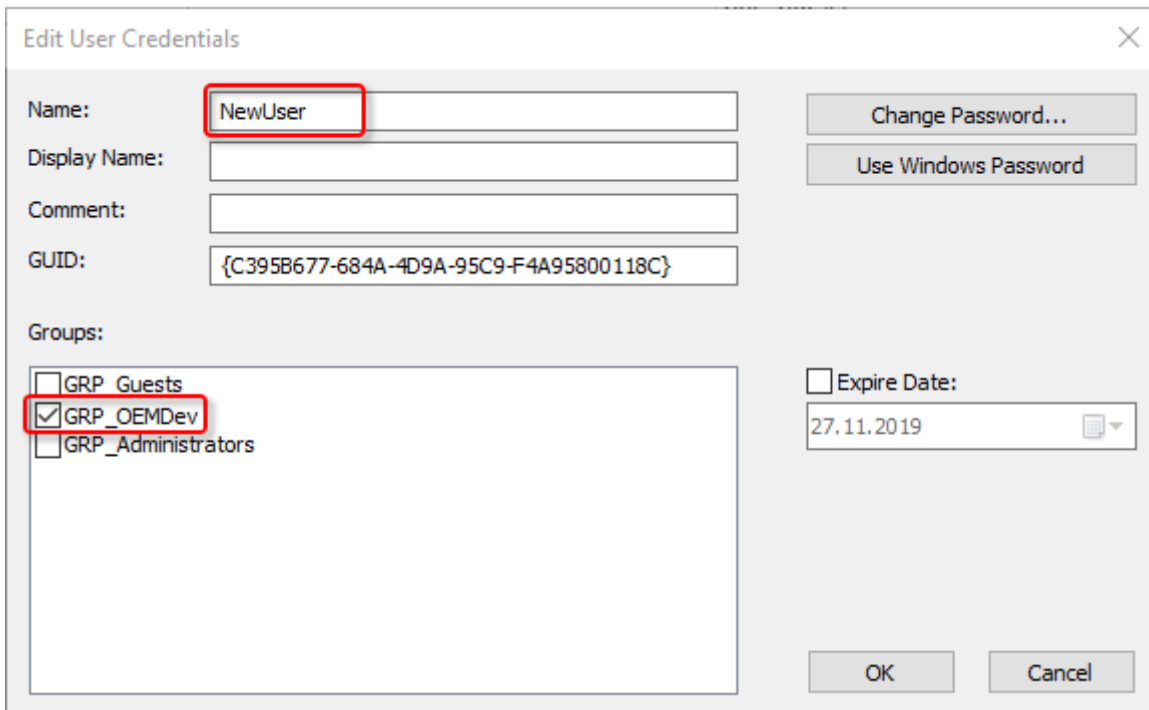 Edit User Credentials
Name:
NewUser
Change Password...
Display Name:
Use Windows Password
Comment:
GUID:
{C395B677-684A-4D9A-95C9-F4A95800118C}
Groups:
GRP_Guests
GRP_OEMDev
GRP_Administrators
Expire Date:
27.11.2019
OK
Cancel